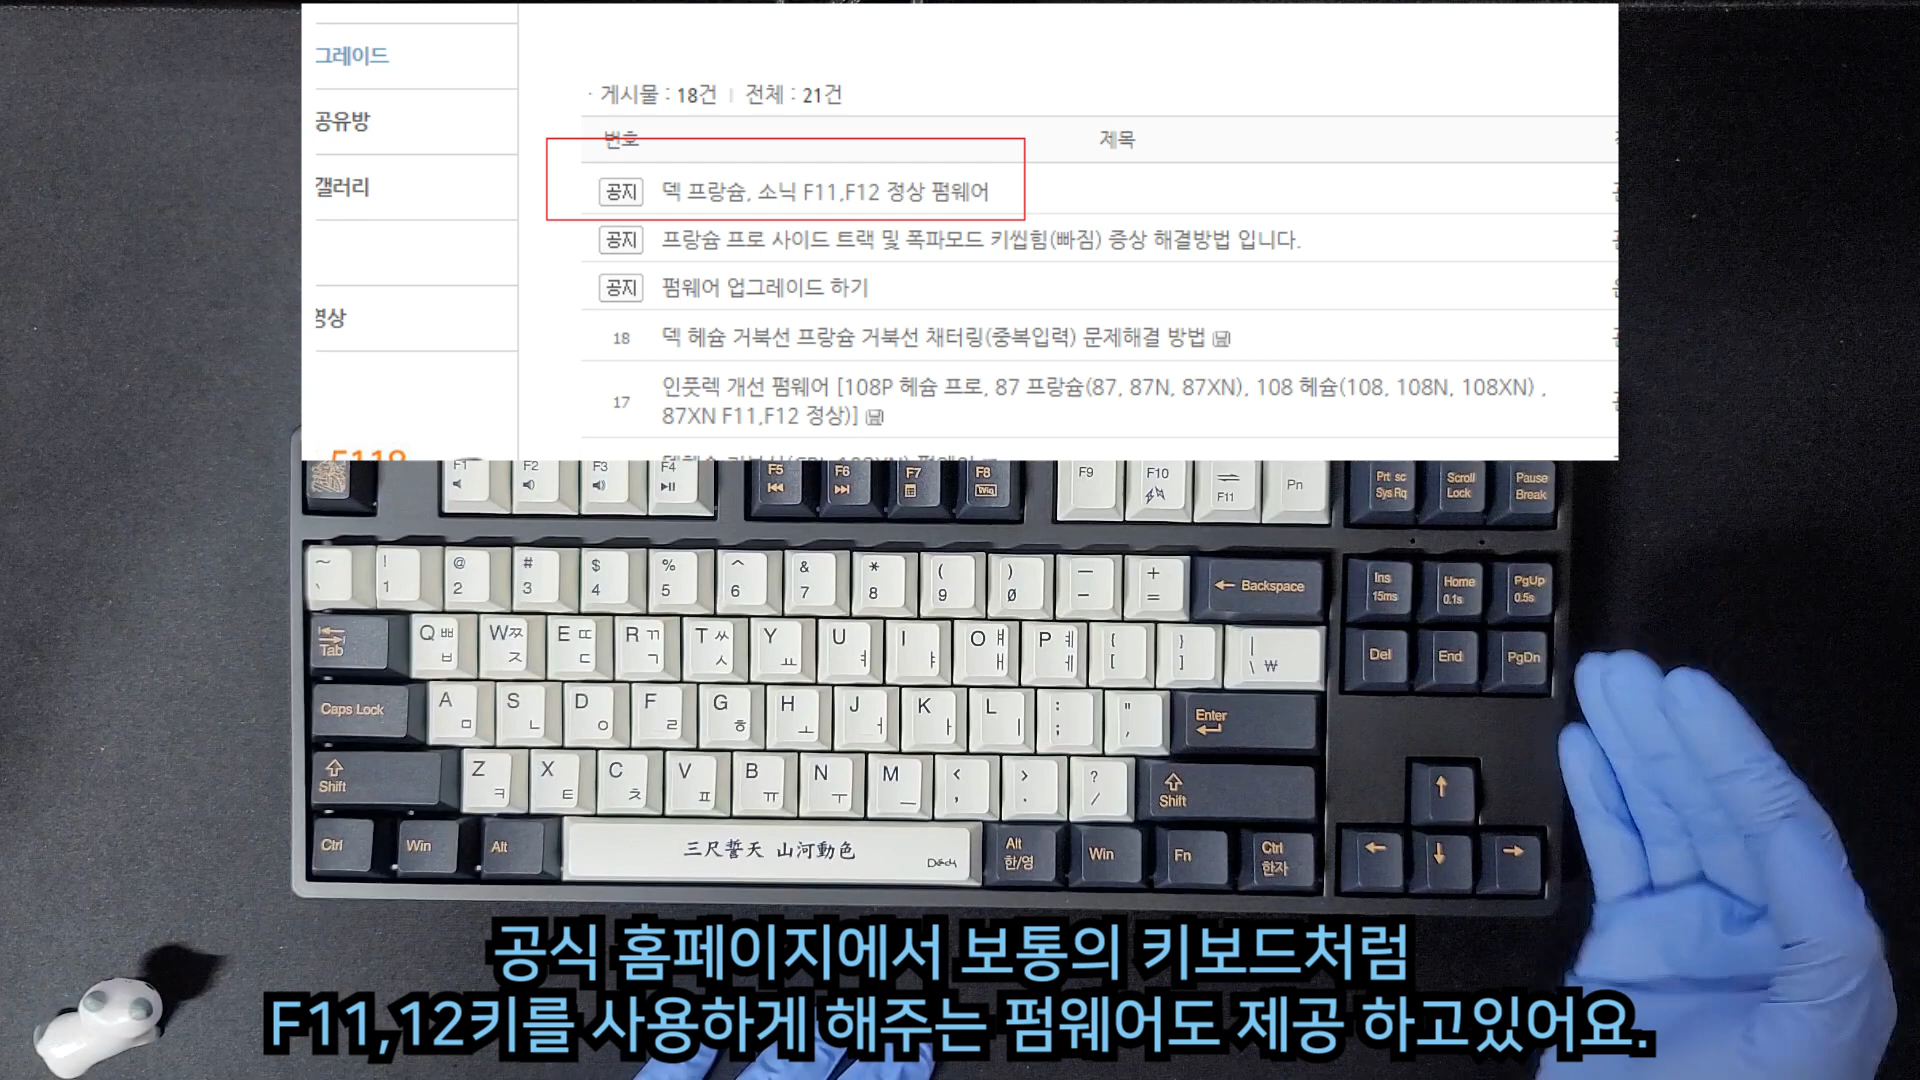 그레이드
공유방
갤러리
영상
· 게시물 : 18건 | 전체 : 21건
번호 제목
공지 덱 프랑슘, 소닉 F11,F12 정상 펌웨어
공지 프랑슘 프로 사이드 트랙 및 폭파모드 키씹힘(빠짐) 증상 해결방법 입니다.
공지 펌웨어 업그레이드 하기
18 덱 헤슘 거북선 프랑슘 거북선 채터링(중복입력) 문제해결 방법
17 인풋렉 개선 펌웨어 [108P 헤슘 프로, 87 프랑슘(87, 87N, 87XN), 108 헤슘(108, 108N, 108XN) ,
87XN F11,F12 정상)]
F1 F2 F3 F4 F5 F6 F7 F8 F9 F10 F11 Pn Prt sc Sys Rq Scroll Lock Pause Break
Win
~ ` ! 1 @ 2 # 3 $ 4 % 5 ^ 6 & 7 * 8 ( 9 ) 0 — - + = ← Backspace Ins 15ms Home 0.1s PgUp 0.5s
Tab Q ㅃ ㅂ W ㅉ ㅈ E ㄸ ㄷ R ㄲ ㄱ T ㅆ ㅅ Y ㅛ U ㅕ I ㅑ O ㅒ ㅐ P ㅖ ㅔ { [ } ] | \ ₩ Del End PgDn
Caps Lock A ㅁ S ㄴ D ㅇ F ㄹ G ㅎ H ㅗ J ㅓ K ㅏ L ㅣ : ; " ' Enter
Shift Z ㅋ X ㅌ C ㅊ V ㅍ B ㅠ N ㅜ M ㅡ < , > . ? / Shift ↑
Ctrl Win Alt 三尺誓天 山河動色 Deck Alt 한/영 Win Fn Ctrl 한자 ← ↓ →
공식 홈페이지에서 보통의 키보드처럼
F11,12키를 사용하게 해주는 펌웨어도 제공 하고있어요.